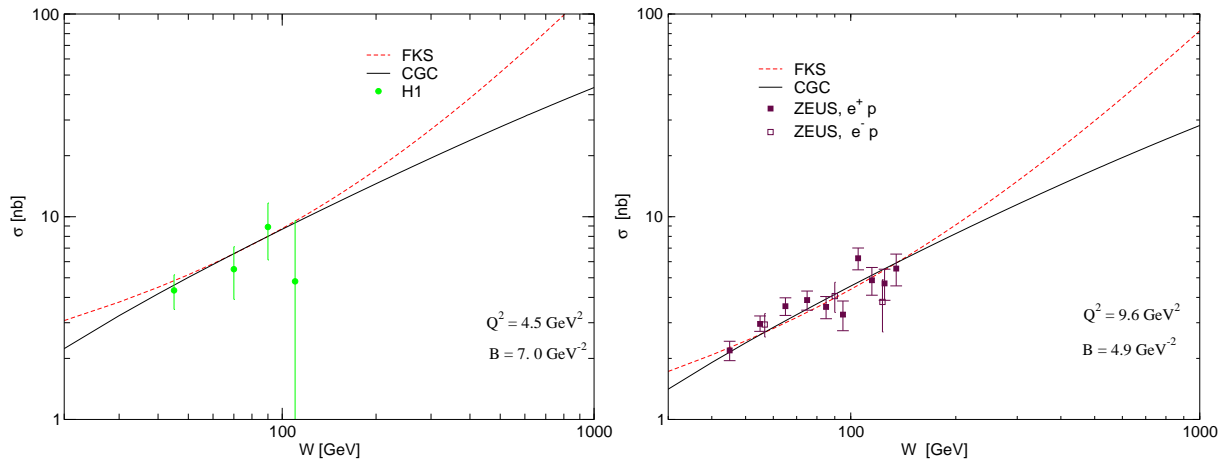 100
10
1
σ [nb]
FKS
CGC
H1
Q² = 4.5 GeV²
B = 7. 0 GeV⁻²
100
1000
W [GeV]
100
10
1
σ [nb]
FKS
CGC
ZEUS, e⁺ p
ZEUS, e⁻ p
Q² = 9.6 GeV²
B = 4.9 GeV⁻²
100
1000
W [GeV]